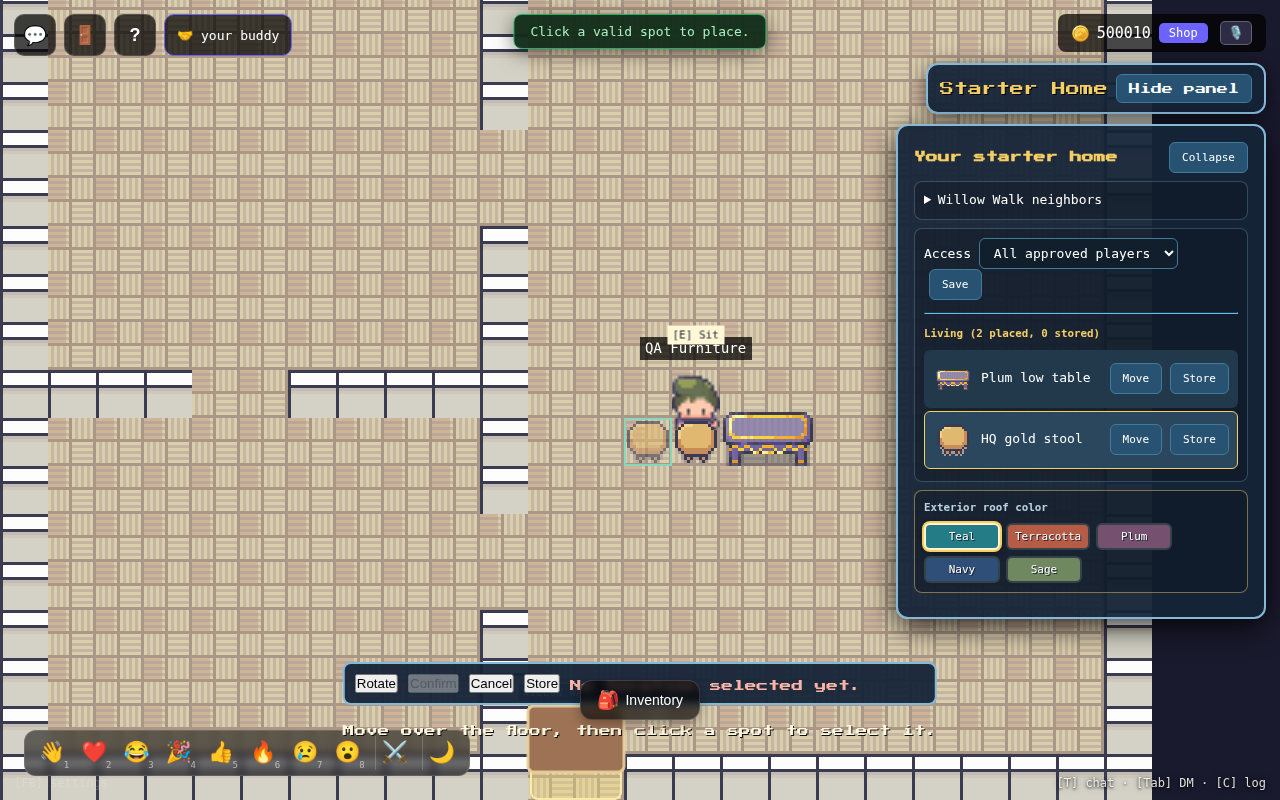 💬 🚪 ? 🤝 your buddy
Click a valid spot to place.
500010 Shop
Starter Home Hide panel
Your starter home Collapse
▶ Willow Walk neighbors
Access All approved players
Save
Living (2 placed, 0 stored)
Plum low table Move Store
HQ gold stool Move Store
Exterior roof color
Teal Terracotta Plum
Navy Sage
[E] Sit
QA Furniture
Rotate Confirm Cancel Store selected yet.
Inventory
Move over the floor, then click a spot to select it.
1 2 3 4 5 6 7 8
[T] chat · [Tab] DM · [C] log